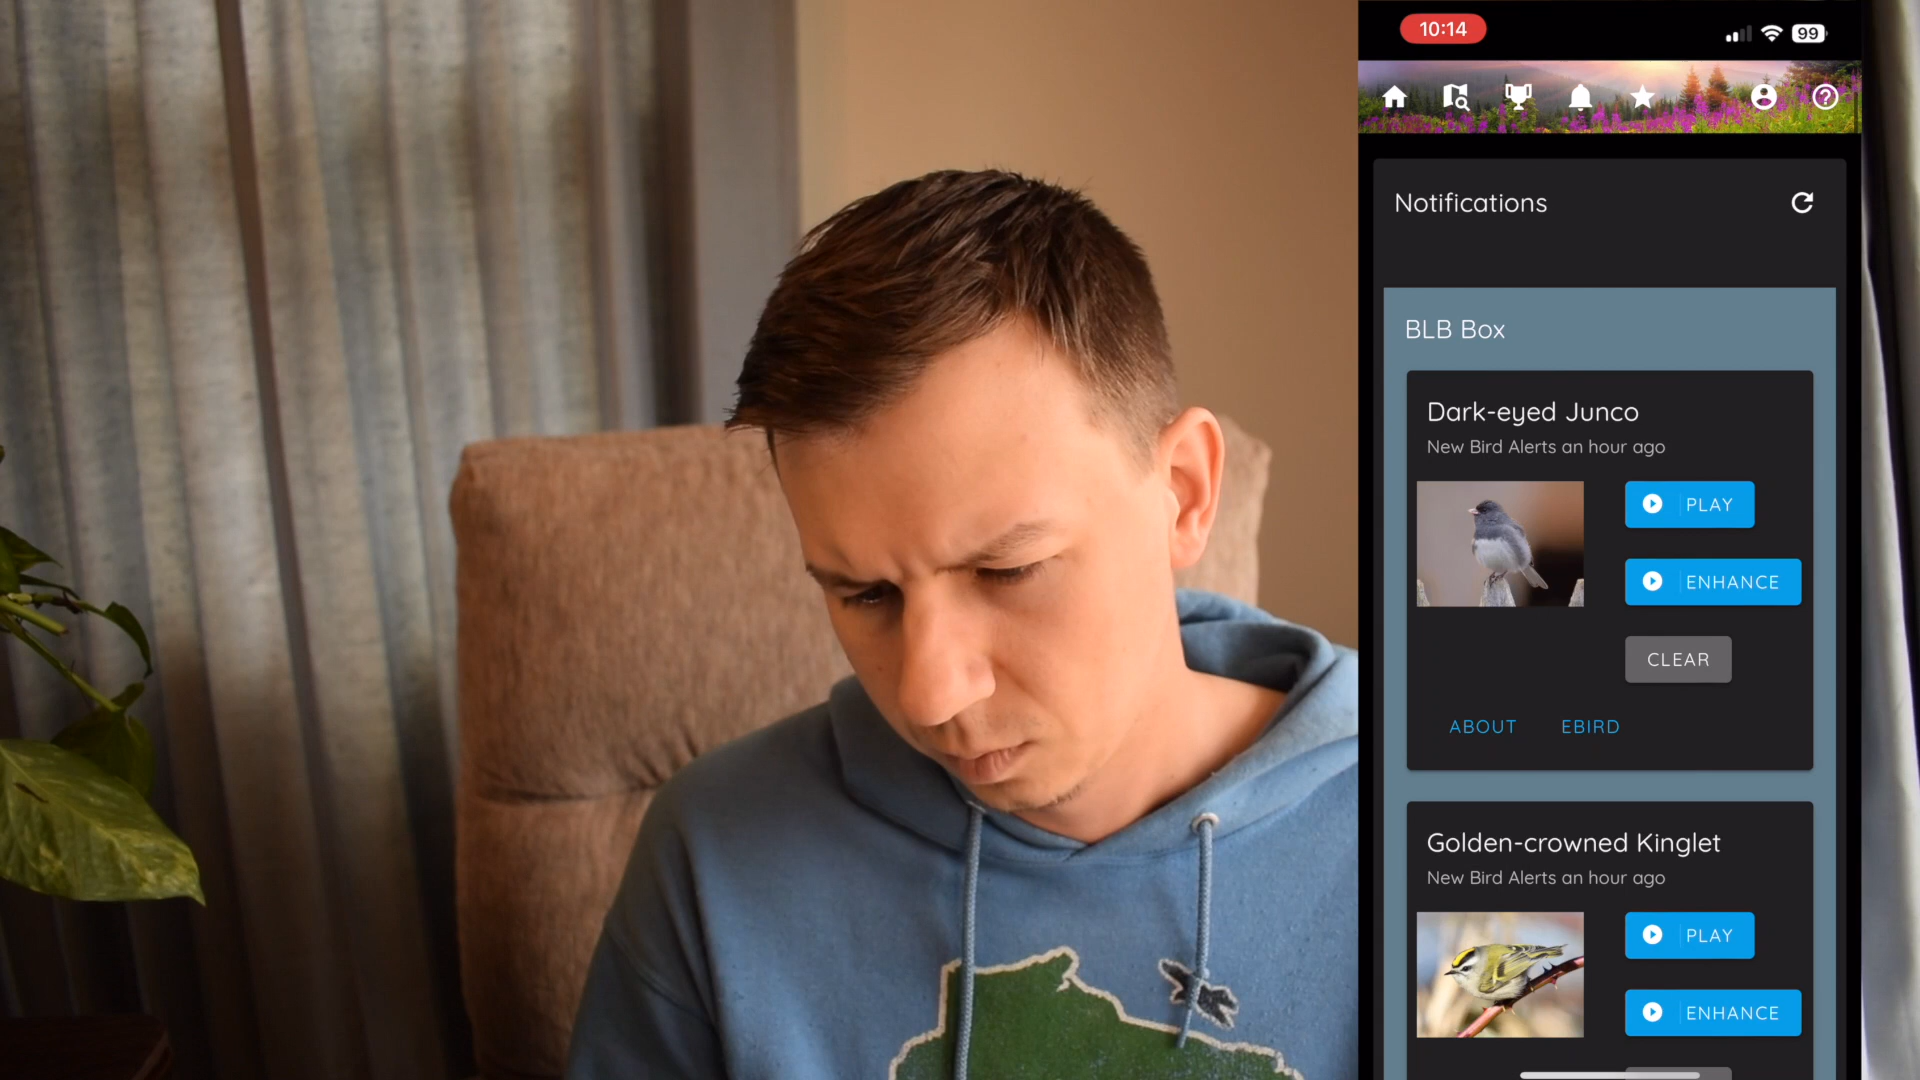 10:14
99
Notifications
BLB Box
Dark-eyed Junco
New Bird Alerts an hour ago
PLAY
ENHANCE
CLEAR
ABOUT EBIRD
Golden-crowned Kinglet
New Bird Alerts an hour ago
PLAY
ENHANCE